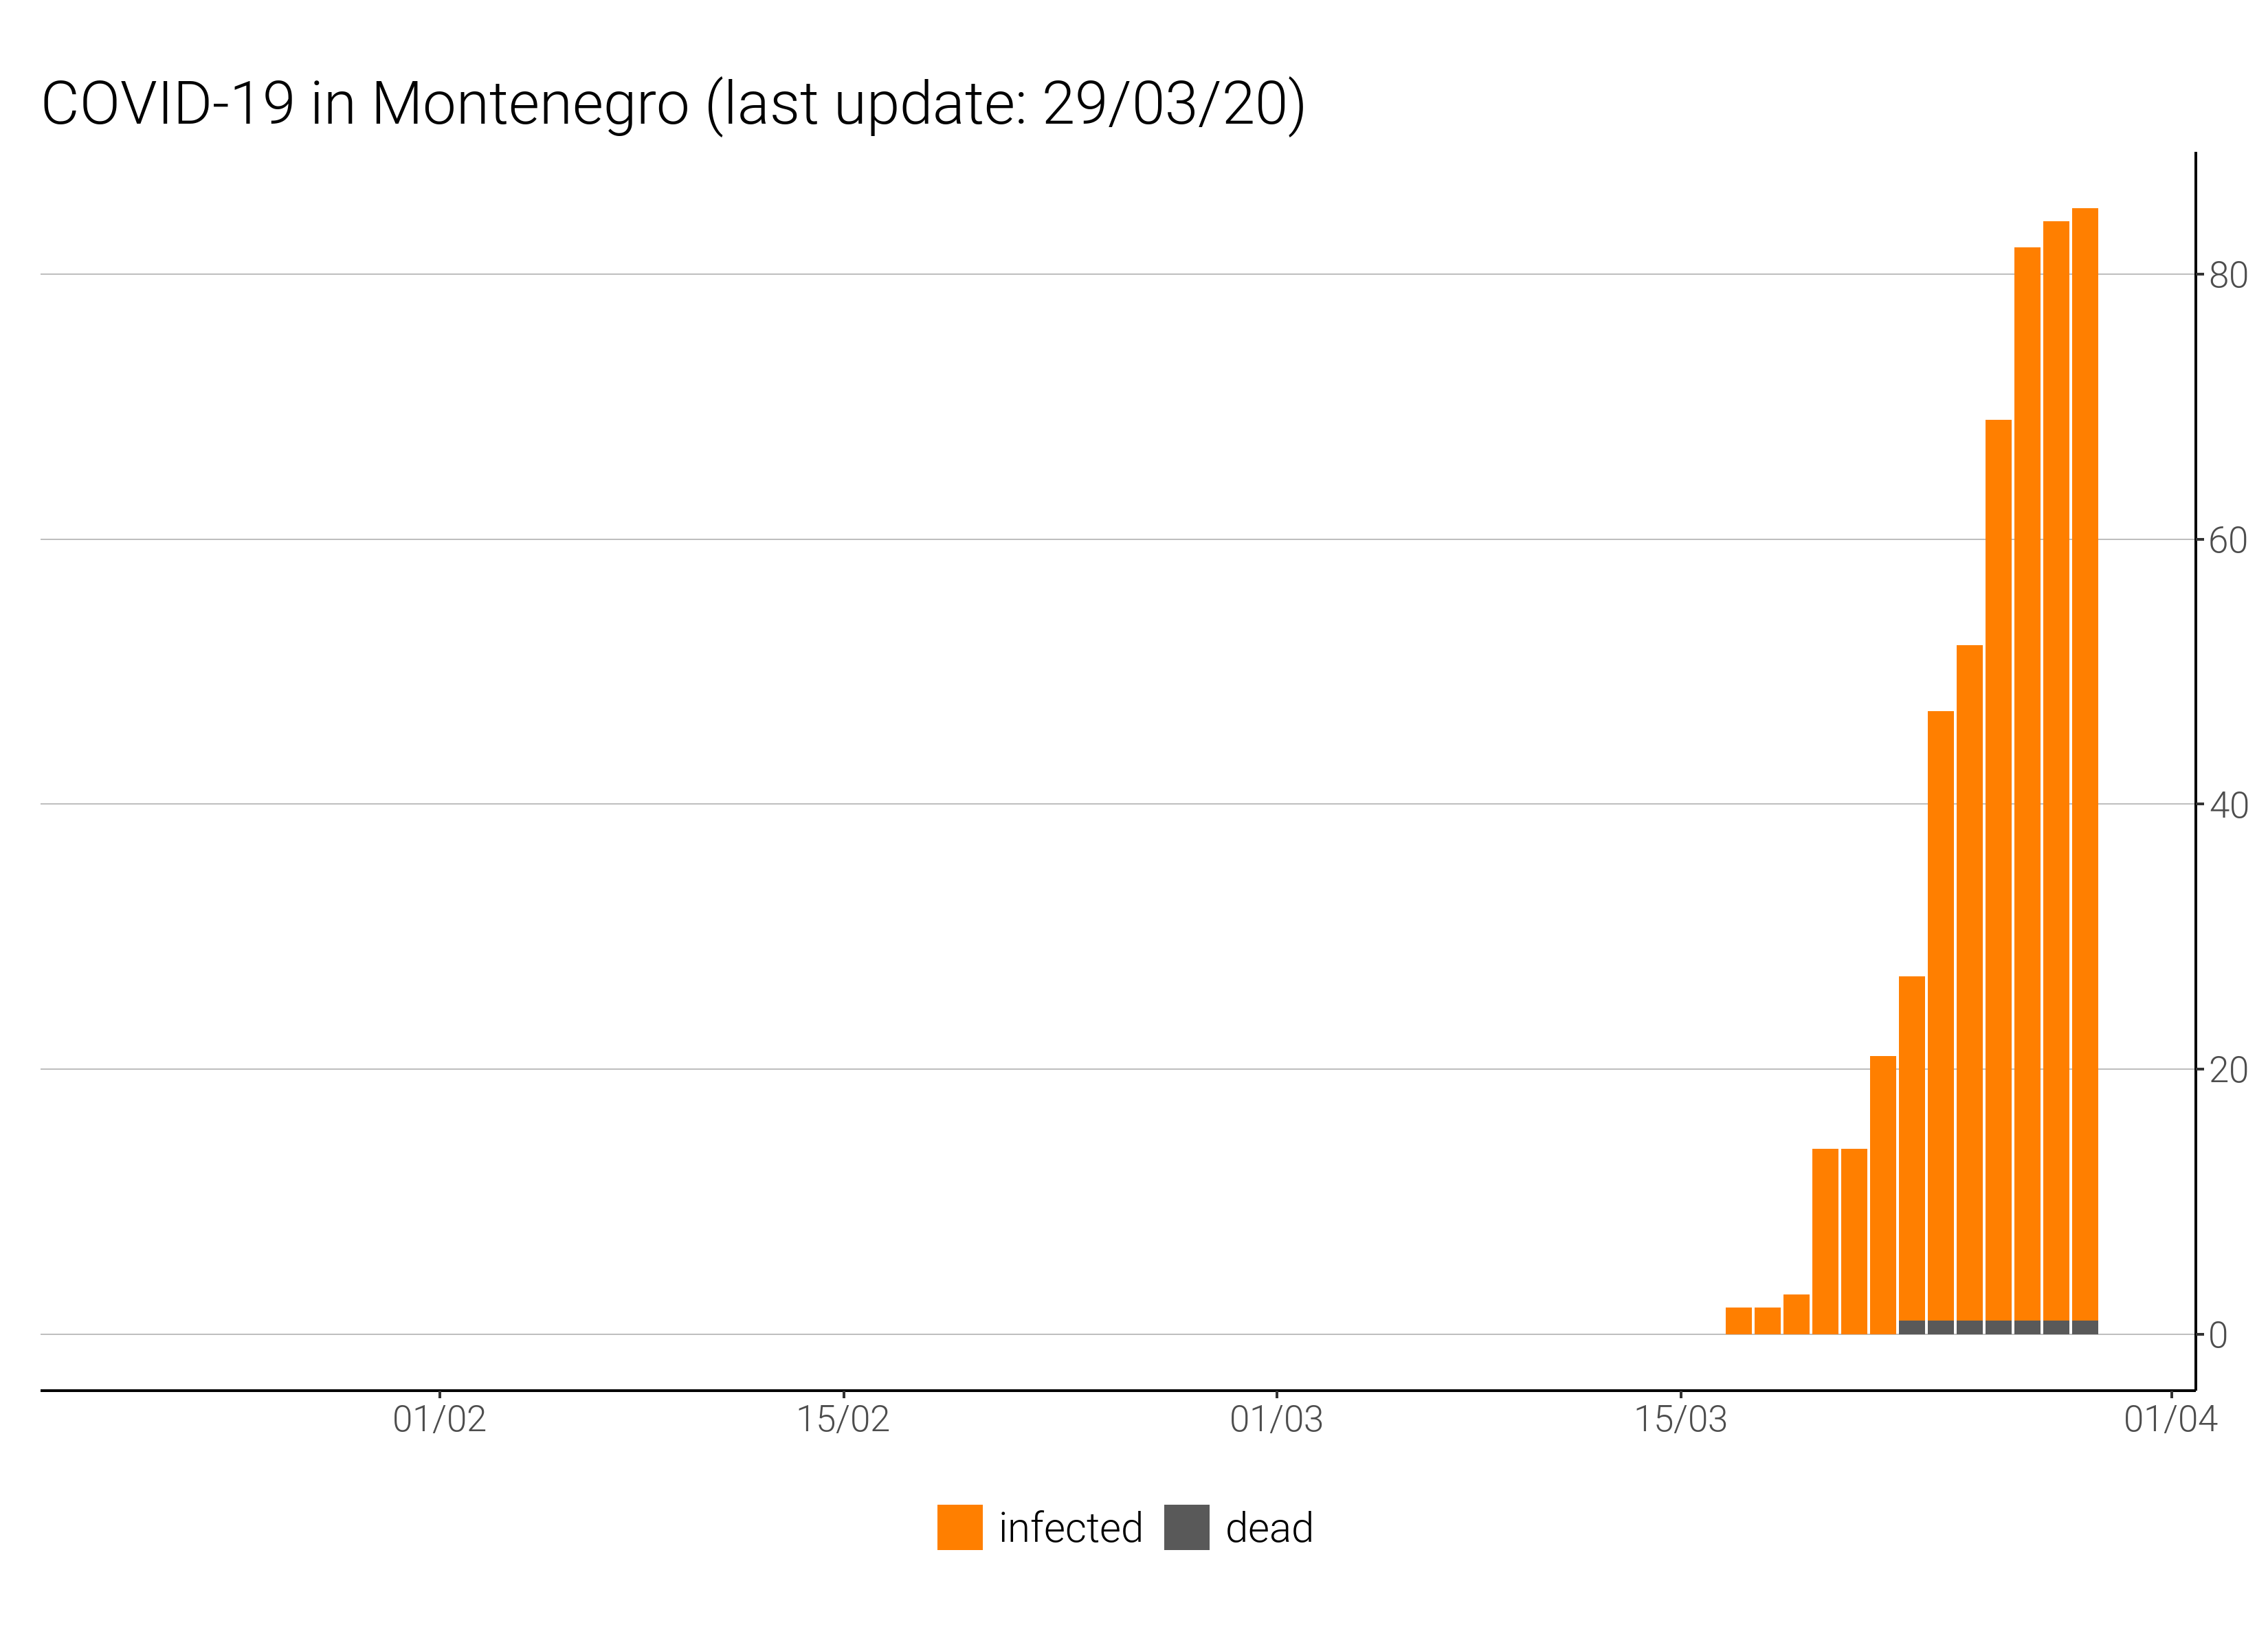 COVID-19 in Montenegro (last update: 29/03/20)
80
60
40
20
0
01/02 15/02 01/03 15/03 01/04
infected dead